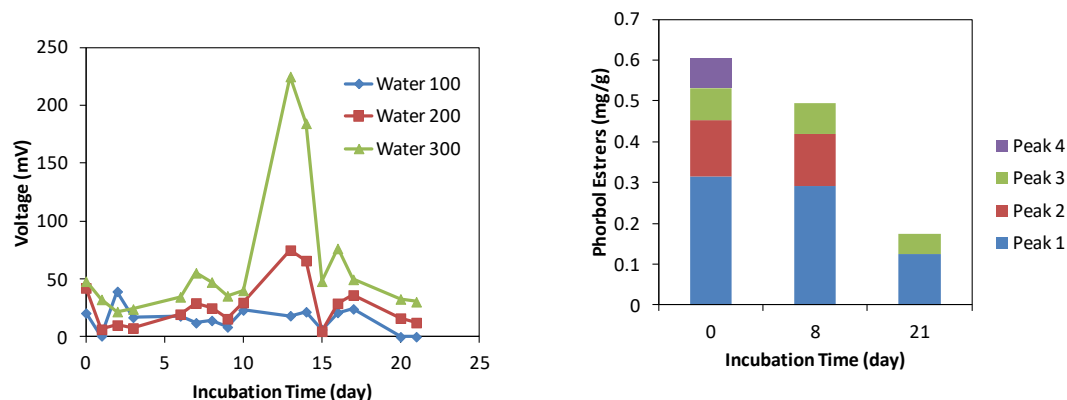 250
200
150
100
50
0
Voltage (mV)
0 5 10 15 20 25
Incubation Time (day)
Water 100
Water 200
Water 300
0.7
0.6
0.5
0.4
0.3
0.2
0.1
0
Phorbol Estrers (mg/g)
0 8 21
Incubation Time (day)
Peak 4
Peak 3
Peak 2
Peak 1